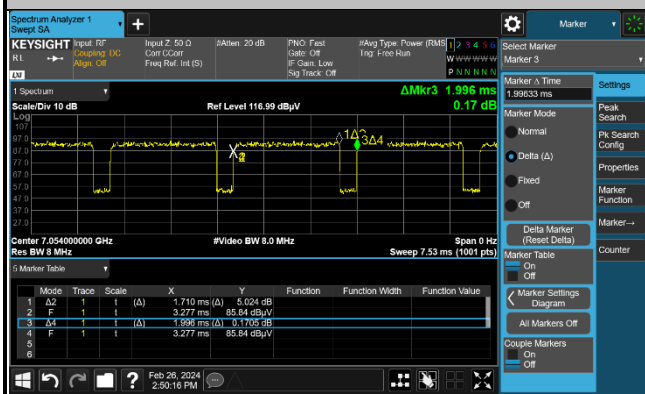 Spectrum Analyzer 1
Swept SA
+
Marker
KEYSIGHT
RL
LXI
Input: RF
Coupling: DC
Align: Off
Input Z: 50 Ω
Corr CCorr
Freq Ref: Int (S)
#Atten: 20 dB
PNO: Fast
Gate: Off
IF Gain: Low
Sig Track: Off
#Avg Type: Power (RMS
Trig: Free Run
1 2 3 4 5 6
W W W W W W
P N N N N N
Select Marker
Marker 3
1 Spectrum
Scale/Div 10 dB
Ref Level 116.99 dBµV
ΔMkr3 1.996 ms
0.17 dB
Log
107
97.0
87.0
77.0
67.0
57.0
47.0
37.0
27.0
3Δ4
Center 7.054000000 GHz
Res BW 8 MHz
#Video BW 8.0 MHz
Span 0 Hz
Sweep 7.53 ms (1001 pts)
5 Marker Table
Mode Trace Scale X Y Function Function Width Function Value
1 Δ2 1 t (Δ) 1.710 ms (Δ) 5.024 dB
2 F 1 t 3.277 ms 85.84 dBµV
3 Δ4 1 t (Δ) 1.996 ms (Δ) 0.1705 dB
4 F 1 t 3.277 ms 85.84 dBµV
5
6
Marker Δ Time
1.99633 ms
Marker Mode
Normal
Delta (Δ)
Fixed
Off
Delta Marker
(Reset Delta)
Marker Table
On
Off
Marker Settings
Diagram
All Markers Off
Couple Markers
On
Off
Settings
Peak
Search
Pk Search
Config
Properties
Marker
Function
Marker→
Counter
?
Feb 26, 2024
2:50:16 PM